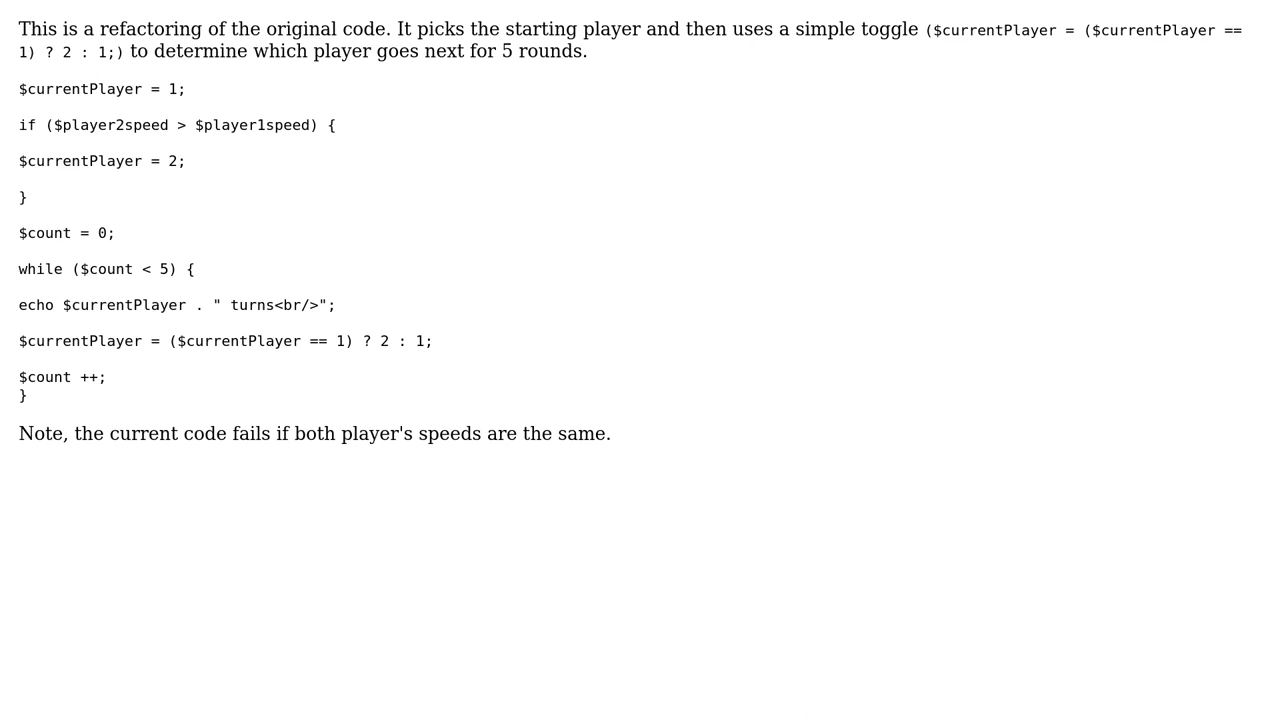 This is a refactoring of the original code. It picks the starting player and then uses a simple toggle ($currentPlayer = ($currentPlayer ==
1) ? 2 : 1;) to determine which player goes next for 5 rounds.
$currentPlayer = 1;
if ($player2speed > $player1speed) {
$currentPlayer = 2;
}
$count = 0;
while ($count < 5) {
echo $currentPlayer . " turns<br/>";
$currentPlayer = ($currentPlayer == 1) ? 2 : 1;
$count ++;
}
Note, the current code fails if both player's speeds are the same.